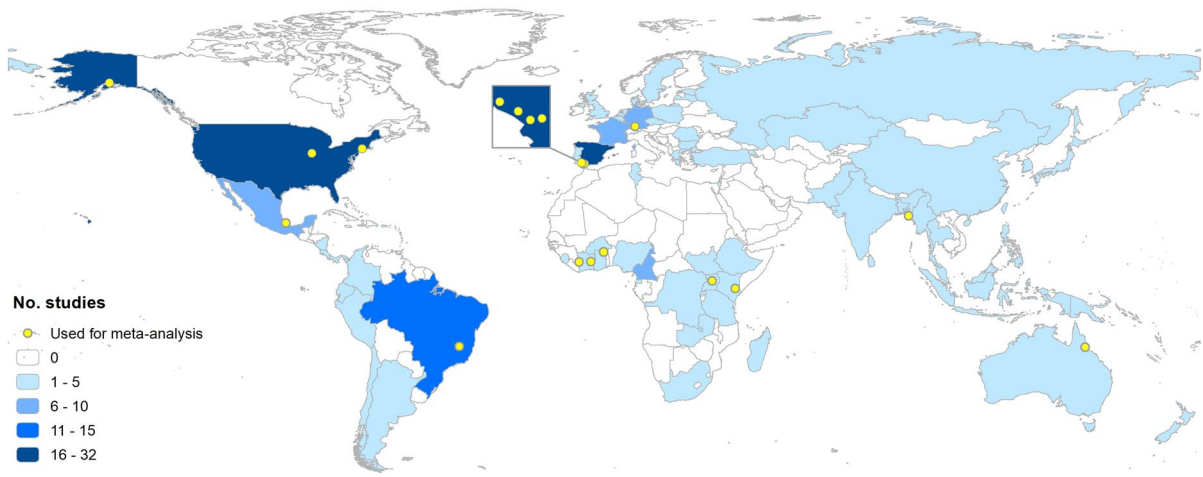 No. studies
Used for meta-analysis
0
1 - 5
6 - 10
11 - 15
16 - 32